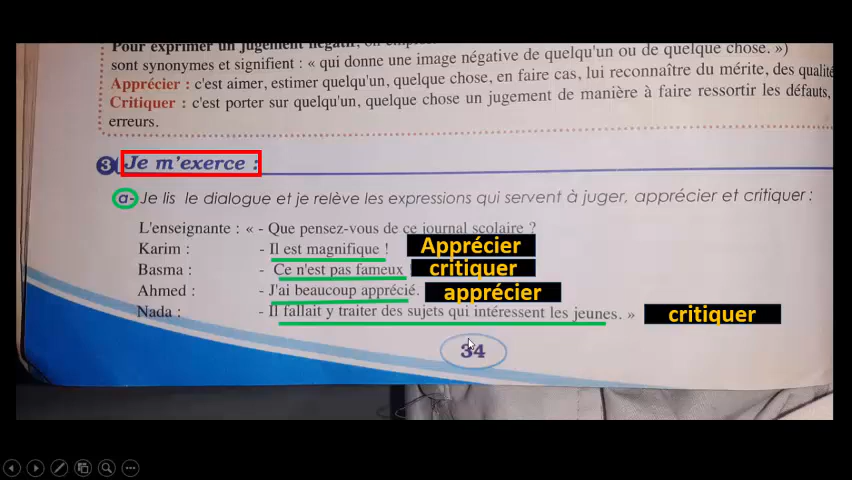 Pour exprimer un jugement négatif, on
sont synonymes et signifient : « qui donne une image négative de quelqu'un ou de quelque chose. »)
Apprécier : c'est aimer, estimer quelqu'un, quelque chose, en faire cas, lui reconnaître du mérite, des qualité
Critiquer : c'est porter sur quelqu'un, quelque chose un jugement de manière à faire ressortir les défauts,
erreurs.
3 Je m'exerce :
a- Je lis le dialogue et je relève les expressions qui servent à juger, apprécier et critiquer :
L'enseignante : « - Que pensez-vous de ce journal scolaire ?
Karim : - Il est magnifique ! Apprécier
Basma : - Ce n'est pas fameux critiquer
Ahmed : - J'ai beaucoup apprécié. apprécier
Nada : - Il fallait y traiter des sujets qui intéressent les jeunes. » critiquer
34